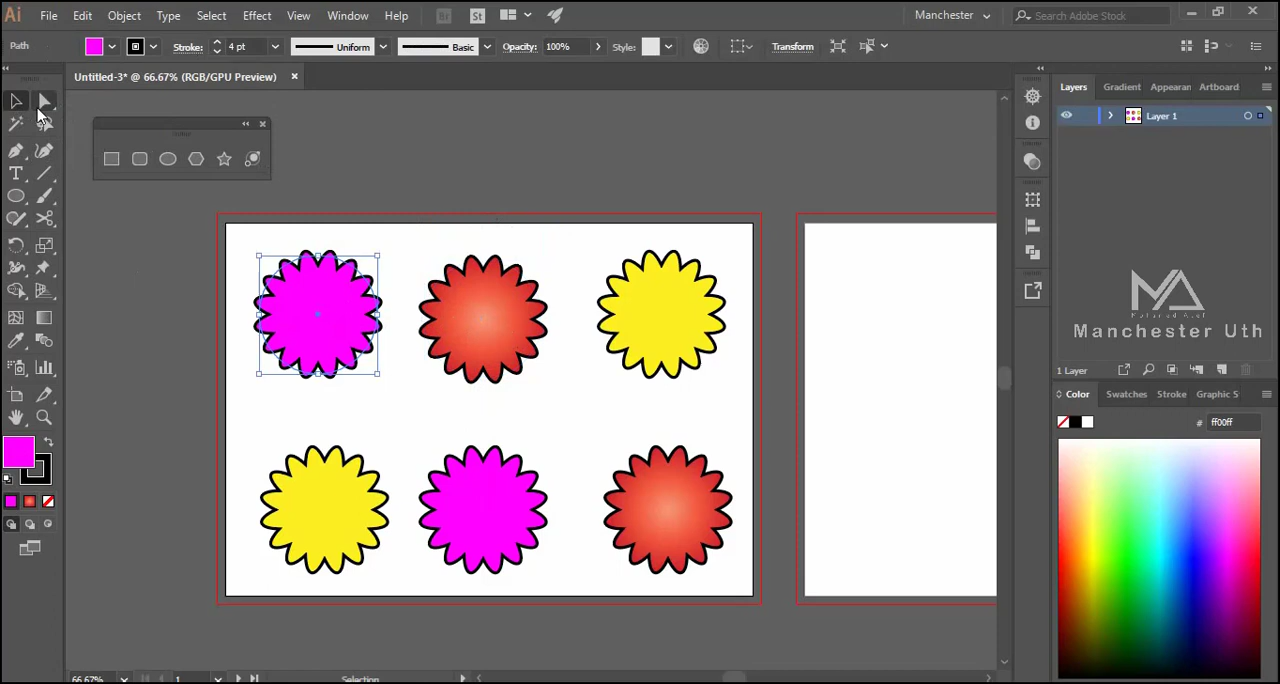 Ai File Edit Object Type Select Effect View Window Help Br St Manchester Search Adobe Stock
Path Stroke: 4 pt Uniform Basic Opacity: 100% Style: Transform
Untitled-3* @ 66.67% (RGB/GPU Preview)
Layers Gradient Appearan Artboard
Layer 1
Manchester Uth
1 Layer
Color Swatches Stroke Graphic S
# ff00ff
66.67% 1 Selection